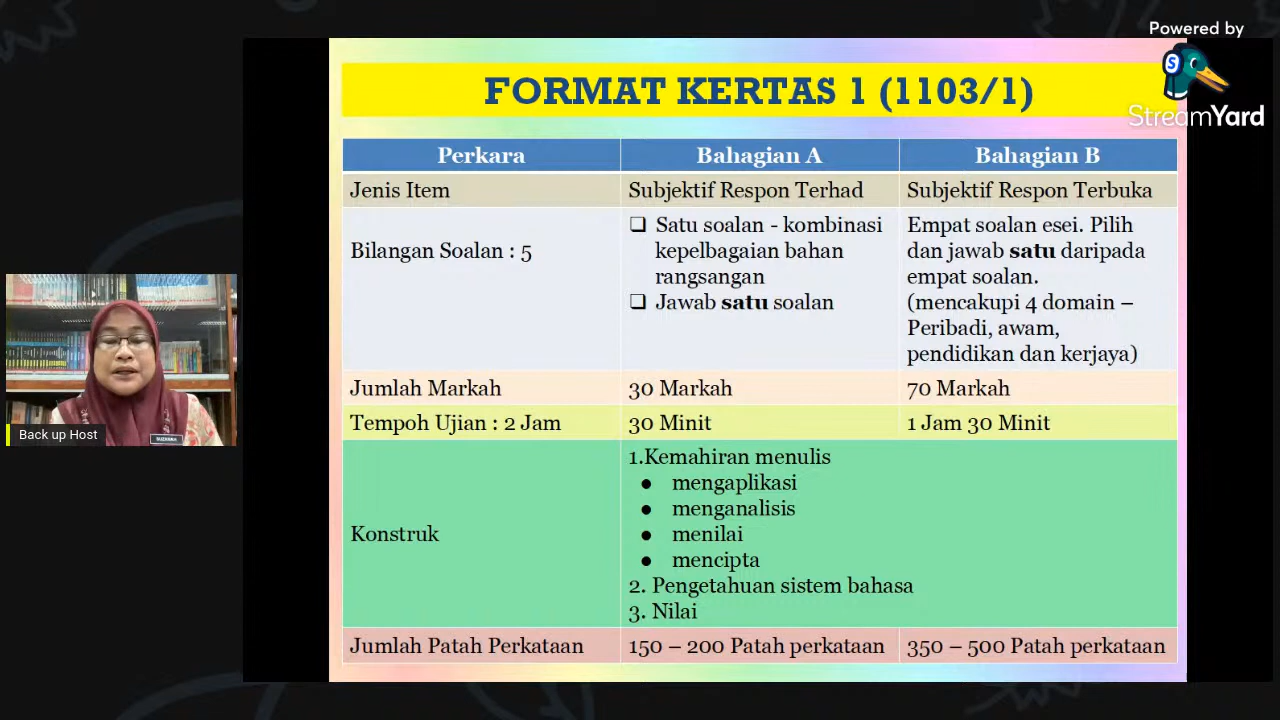 Powered by
StreamYard
FORMAT KERTAS 1 (1103/1)
Perkara
Bahagian A
Bahagian B
Jenis Item
Subjektif Respon Terhad
Subjektif Respon Terbuka
Bilangan Soalan : 5
❑ Satu soalan - kombinasi
kepelbagaian bahan
rangsangan
❑ Jawab satu soalan
Empat soalan esei. Pilih
dan jawab satu daripada
empat soalan.
(mencakupi 4 domain –
Peribadi, awam,
pendidikan dan kerjaya)
Jumlah Markah
30 Markah
70 Markah
Tempoh Ujian : 2 Jam
30 Minit
1 Jam 30 Minit
Konstruk
1.Kemahiran menulis
● mengaplikasi
● menganalisis
● menilai
● mencipta
2. Pengetahuan sistem bahasa
3. Nilai
Jumlah Patah Perkataan
150 – 200 Patah perkataan
350 – 500 Patah perkataan
Back up Host